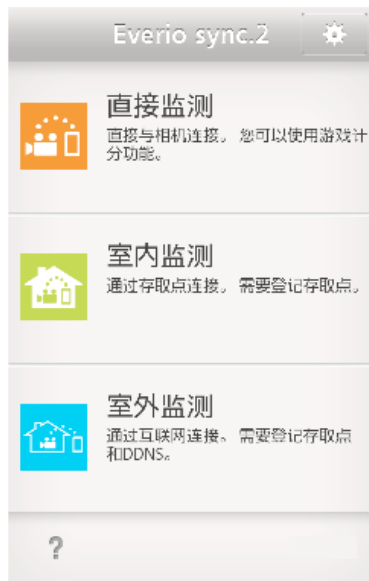 Everio sync.2
直接监测
直接与相机连接。您可以使用游戏计
分功能。
室内监测
通过存取点连接。需要登记存取点。
室外监测
通过互联网连接。需要登记存取点
和DDNS。
?